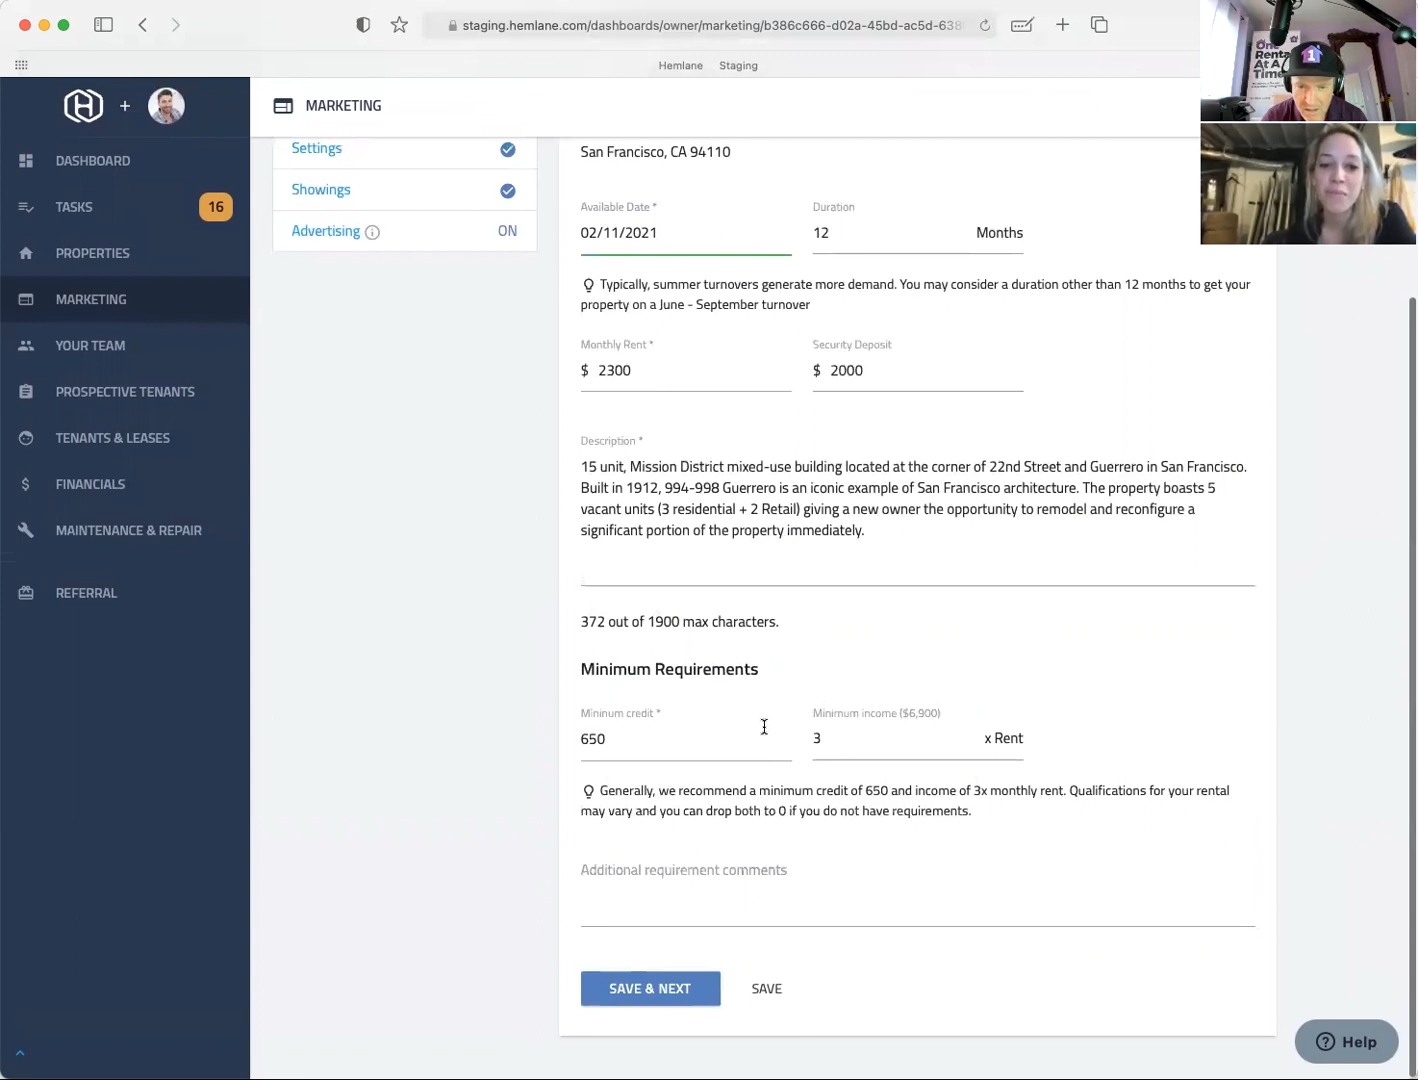 staging.hemlane.com/dashboards/owner/marketing/b386c666-d02a-45bd-ac5d-638
Hemlane
Staging
One
Renta
At A
Time
1
MARKETING
DASHBOARD
TASKS
16
PROPERTIES
MARKETING
YOUR TEAM
PROSPECTIVE TENANTS
TENANTS & LEASES
FINANCIALS
MAINTENANCE & REPAIR
REFERRAL
Settings
Showings
Advertising
ON
San Francisco, CA 94110
Available Date *
Duration
02/11/2021
12
Months
Typically, summer turnovers generate more demand. You may consider a duration other than 12 months to get your
property on a June - September turnover
Monthly Rent *
Security Deposit
$ 2300
$ 2000
Description *
15 unit, Mission District mixed-use building located at the corner of 22nd Street and Guerrero in San Francisco.
Built in 1912, 994-998 Guerrero is an iconic example of San Francisco architecture. The property boasts 5
vacant units (3 residential + 2 Retail) giving a new owner the opportunity to remodel and reconfigure a
significant portion of the property immediately.
372 out of 1900 max characters.
Minimum Requirements
Mininum credit *
Minimum income ($6,900)
650
3
x Rent
Generally, we recommend a minimum credit of 650 and income of 3x monthly rent. Qualifications for your rental
may vary and you can drop both to 0 if you do not have requirements.
Additional requirement comments
SAVE & NEXT
SAVE
Help